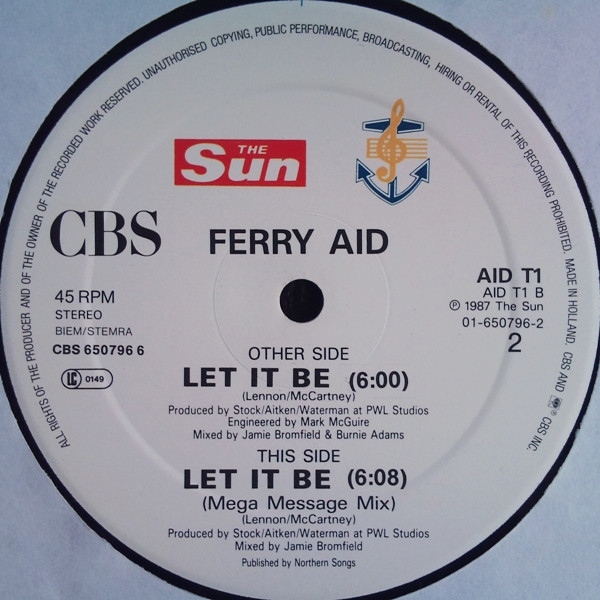 ALL RIGHTS OF THE PRODUCER AND OF THE OWNER OF THE RECORDED WORK RESERVED. UNAUTHORISED COPYING, PUBLIC PERFORMANCE, BROADCASTING, HIRING OR RENTAL OF THIS RECORDING PROHIBITED. MADE IN HOLLAND. CBS AND ® CBS INC.
THE
Sun
CBS
FERRY AID
45 RPM
STEREO
BIEM/STEMRA
CBS 650796 6
LC 0149
AID T1
AID T1 B
℗ 1987 The Sun
01-650796-2
2
OTHER SIDE
LET IT BE (6:00)
(Lennon/McCartney)
Produced by Stock/Aitken/Waterman at PWL Studios
Engineered by Mark McGuire
Mixed by Jamie Bromfield & Burnie Adams
THIS SIDE
LET IT BE (6:08)
(Mega Message Mix)
(Lennon/McCartney)
Produced by Stock/Aitken/Waterman at PWL Studios
Mixed by Jamie Bromfield
Published by Northern Songs